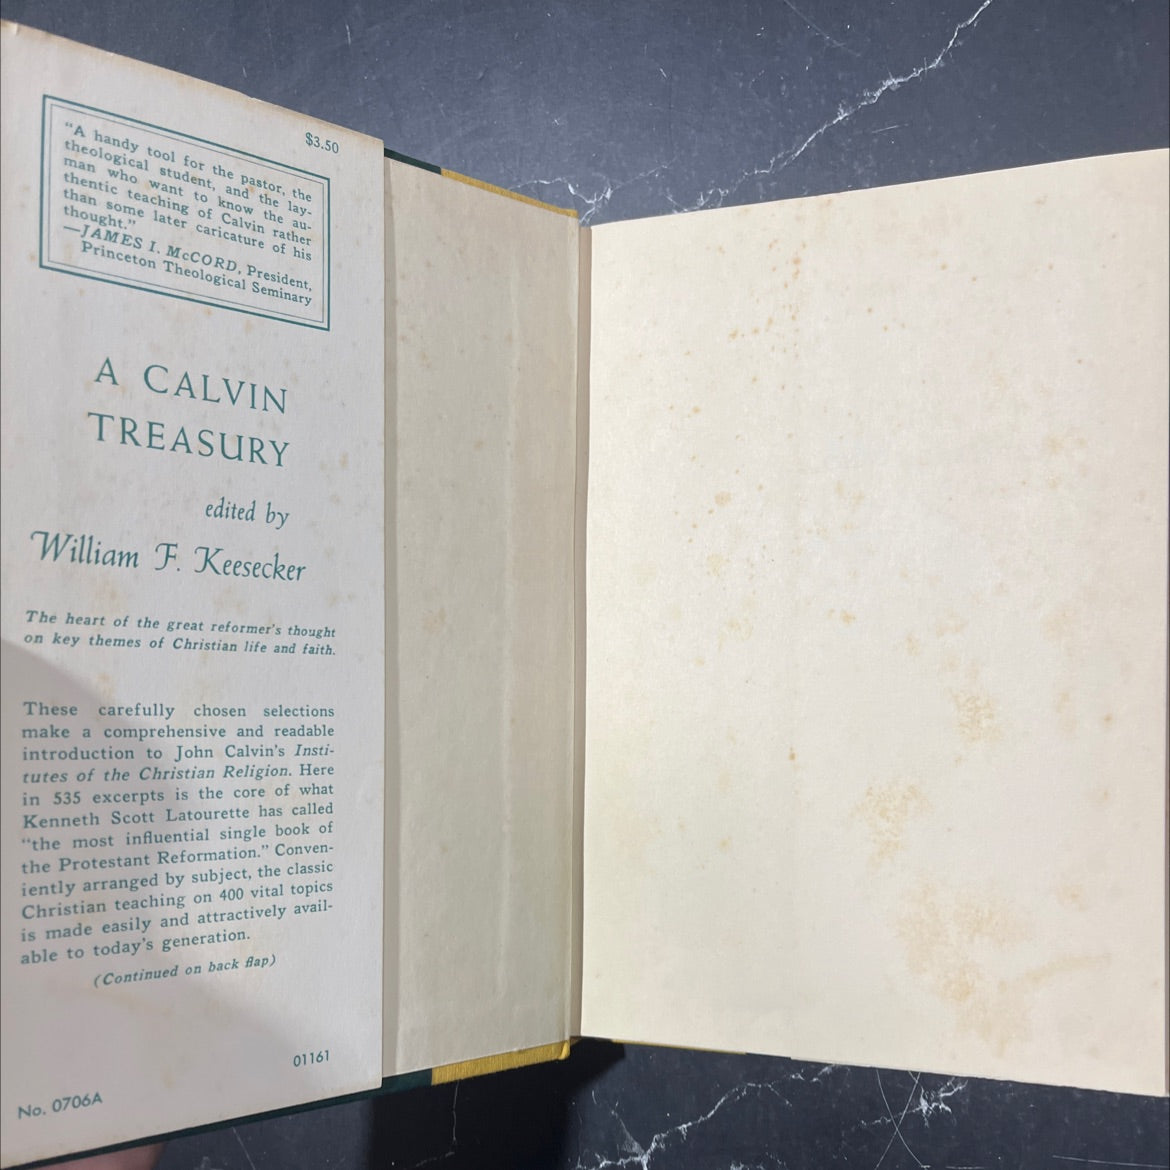 $3.50
"A handy tool for the pastor, the
theological student, and the lay-
man who want to know the au-
thentic teaching of Calvin rather
than some later caricature of his
thought."
—JAMES I. McCORD, President,
Princeton Theological Seminary
A CALVIN
TREASURY
edited by
William F. Keesecker
The heart of the great reformer's thought
on key themes of Christian life and faith.
These carefully chosen selections
make a comprehensive and readable
introduction to John Calvin's Insti-
tutes of the Christian Religion. Here
in 535 excerpts is the core of what
Kenneth Scott Latourette has called
"the most influential single book of
the Protestant Reformation." Conven-
iently arranged by subject, the classic
Christian teaching on 400 vital topics
is made easily and attractively avail-
able to today's generation.
(Continued on back flap)
01161
No. 0706A